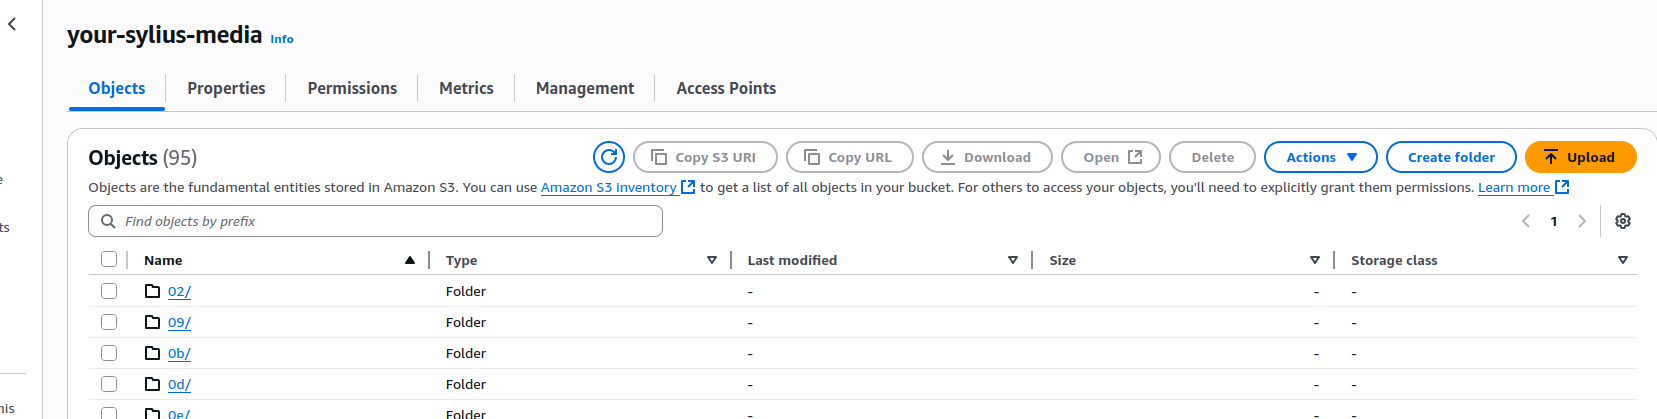 your-sylius-media Info
Objects Properties Permissions Metrics Management Access Points
Objects (95) Copy S3 URI Copy URL Download Open Delete Actions Create folder Upload
Objects are the fundamental entities stored in Amazon S3. You can use Amazon S3 inventory to get a list of all objects in your bucket. For others to access your objects, you'll need to explicitly grant them permissions. Learn more
ts
Find objects by prefix 1
Name Type Last modified Size Storage class
02/ Folder - - -
09/ Folder - - -
0b/ Folder - - -
0d/ Folder - - -
0e/ Folder - - -